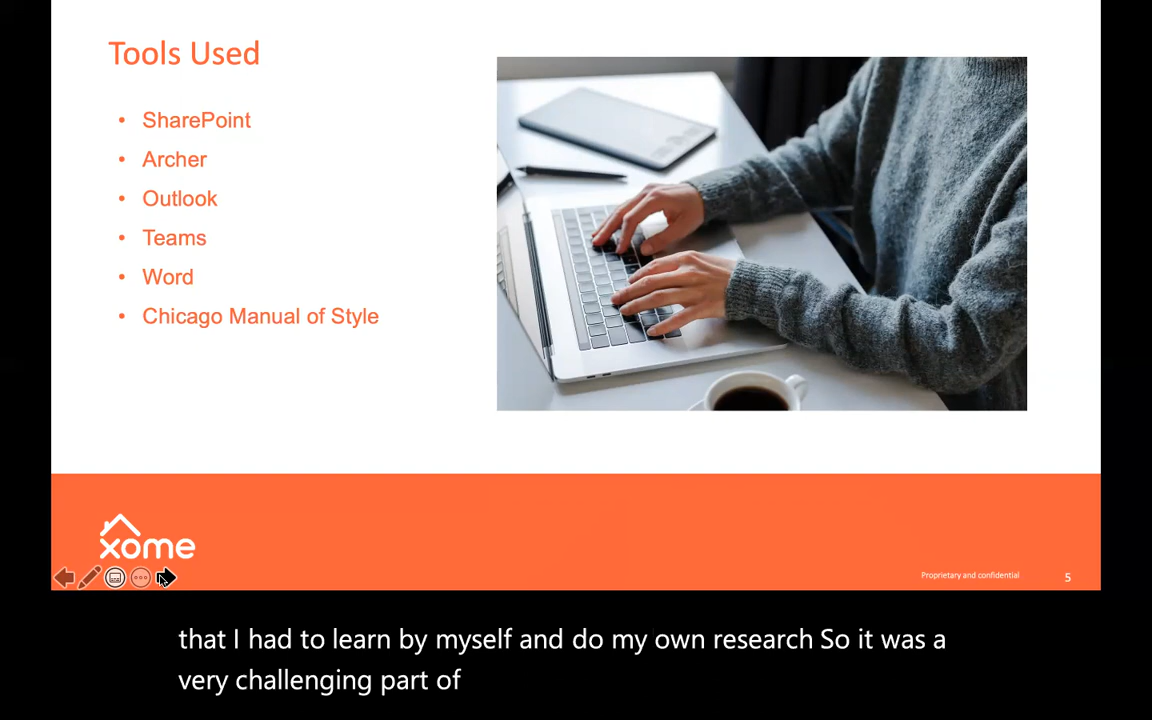 Tools Used
• SharePoint
• Archer
• Outlook
• Teams
• Word
• Chicago Manual of Style
xome
Proprietary and confidential
5
that I had to learn by myself and do my own research So it was a
very challenging part of